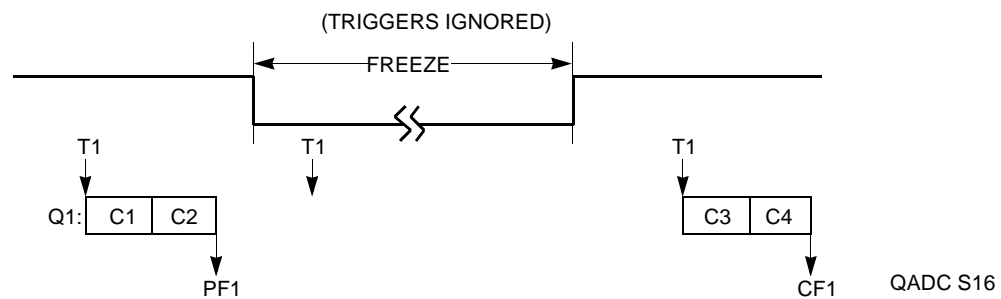 (TRIGGERS IGNORED)
FREEZE
T1 T1 T1
Q1: C1 C2 C3 C4
PF1 CF1 QADC S16